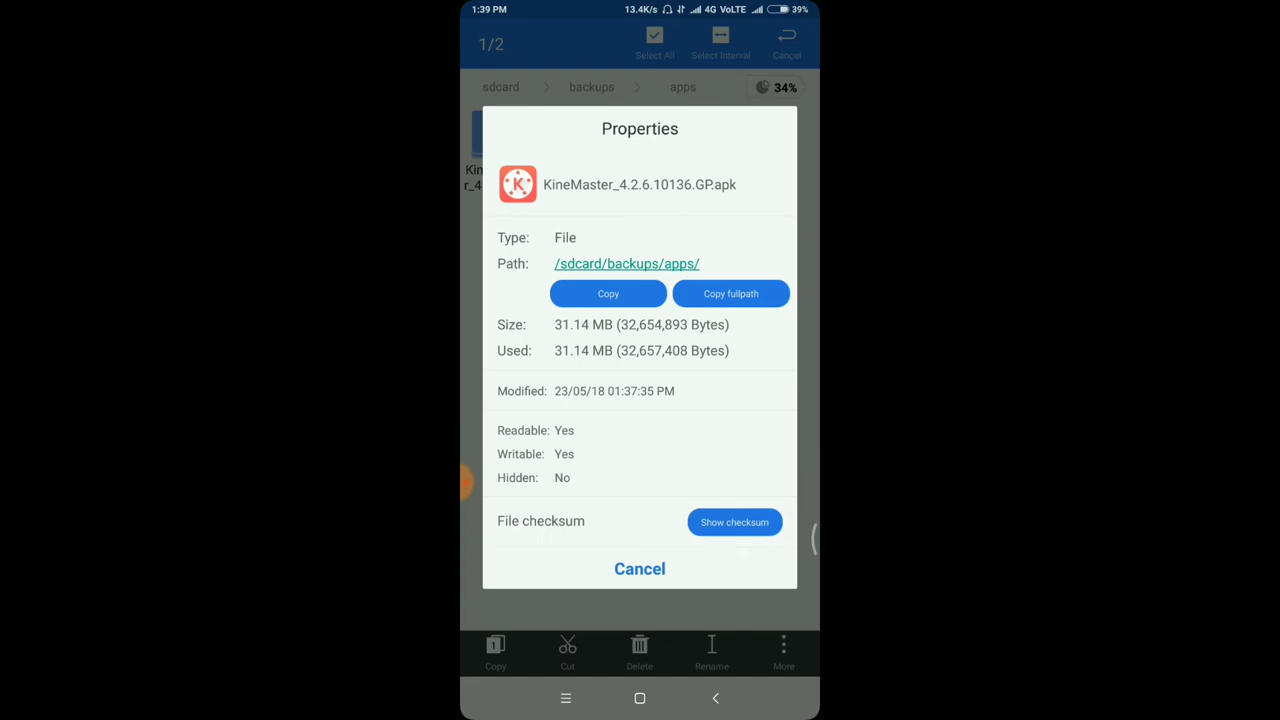 1:39 PM 13.4K/s 4G VoLTE 39%
1/2 Select All Select Interval Cancel
sdcard backups apps 34%
Properties
Kin
r_4
KineMaster_4.2.6.10136.GP.apk
Type: File
Path: /sdcard/backups/apps/
Copy Copy fullpath
Size: 31.14 MB (32,654,893 Bytes)
Used: 31.14 MB (32,657,408 Bytes)
Modified: 23/05/18 01:37:35 PM
Readable: Yes
Writable: Yes
Hidden: No
File checksum Show checksum
Cancel
Copy Cut Delete Rename More